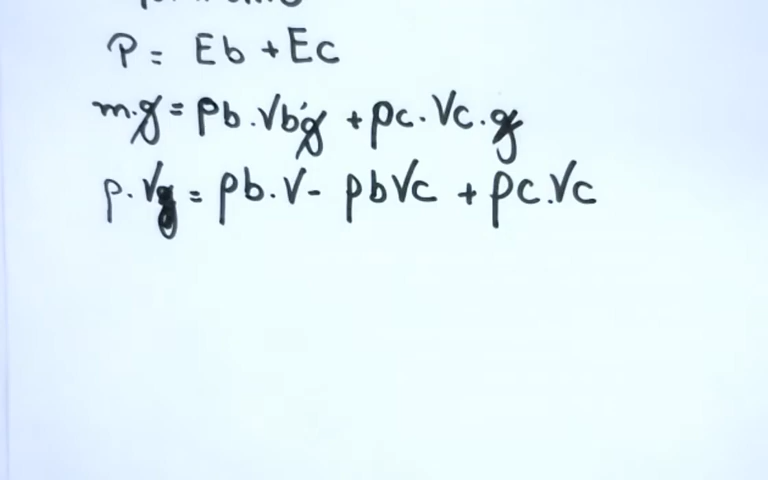 P = Eb + Ec
m.g = ρb.Vb.g + ρc.Vc.g
ρ.V = ρb.V - ρbVc + ρc.Vc